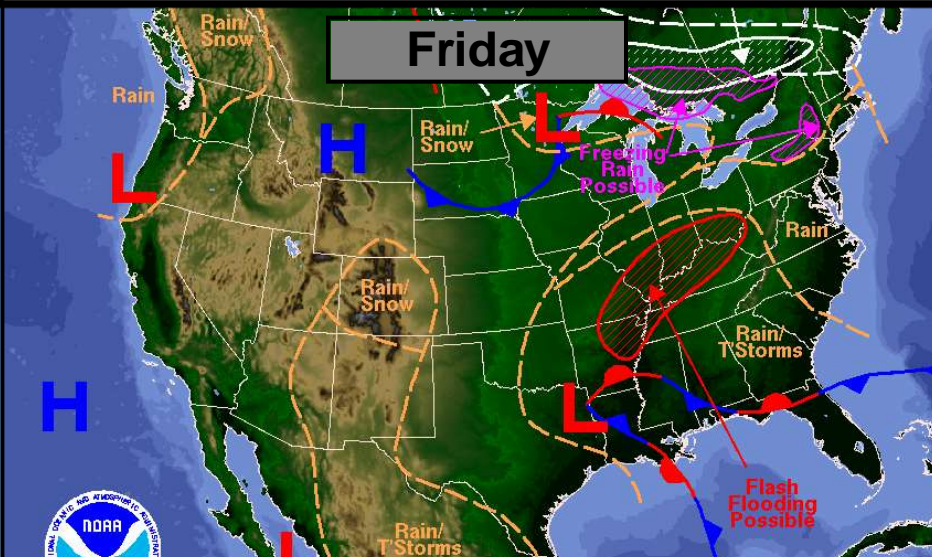 Friday
Rain/
Snow
Rain
L
H
Rain/
Snow
L
Freezing
Rain
Possible
Rain
Rain/
Snow
Rain/
T'Storms
H
L
Flash
Flooding
Possible
Rain/
T'Storms
NOAA